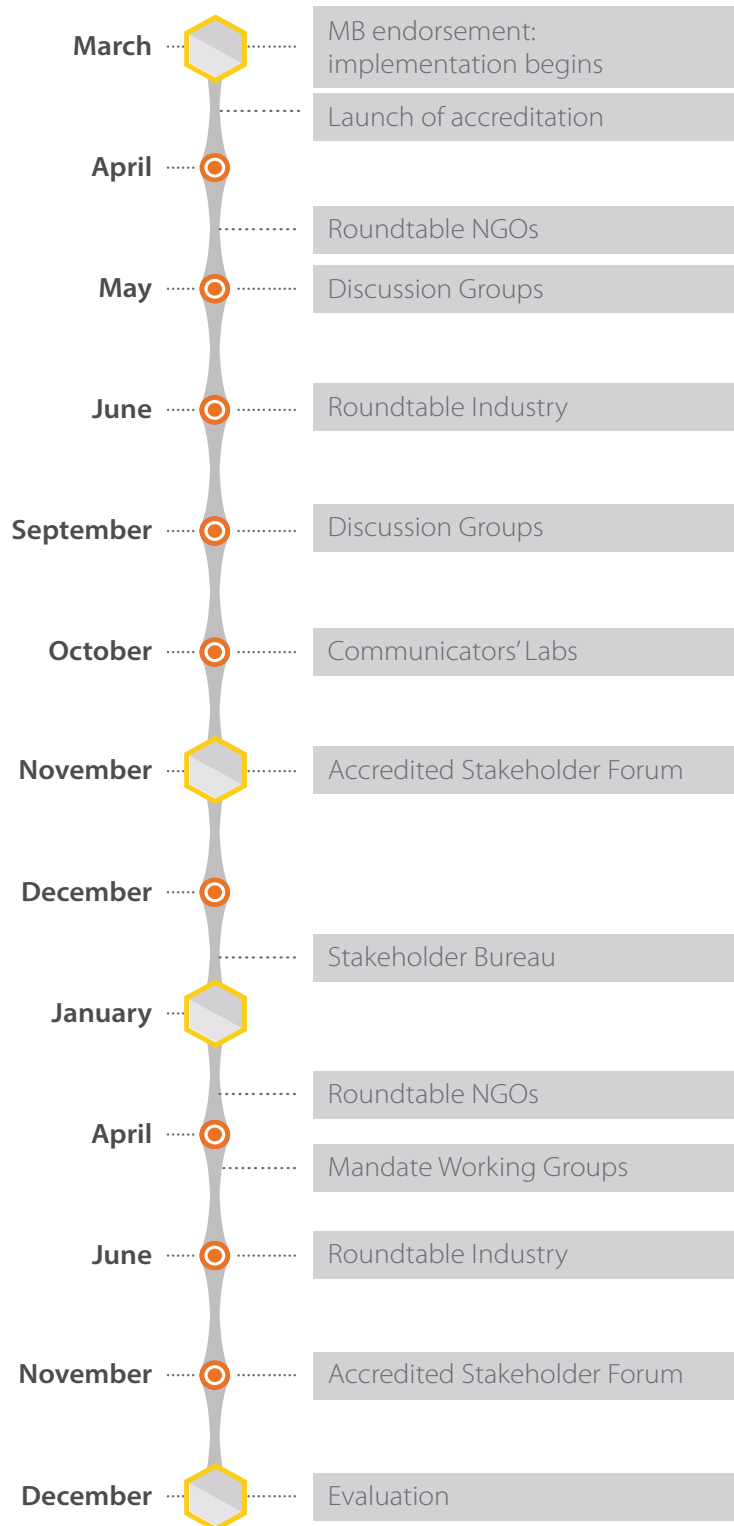 March
MB endorsement:
implementation begins
Launch of accreditation
April
Roundtable NGOs
May
Discussion Groups
June
Roundtable Industry
September
Discussion Groups
October
Communicators' Labs
November
Accredited Stakeholder Forum
December
Stakeholder Bureau
January
Roundtable NGOs
April
Mandate Working Groups
June
Roundtable Industry
November
Accredited Stakeholder Forum
December
Evaluation